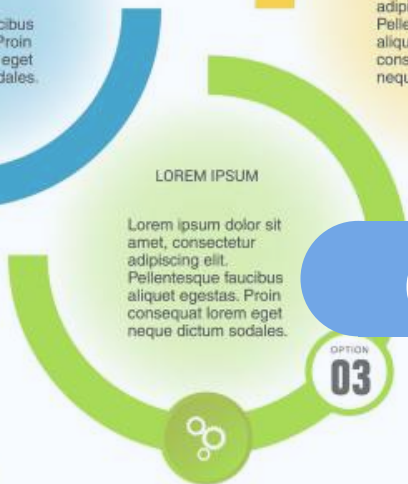 cibus
Proin
eget
dales.
adipi
Pelle
aliqu
cons
nequ
LOREM IPSUM
Lorem ipsum dolor sit
amet, consectetur
adipiscing elit.
Pellentesque faucibus
aliquet egestas. Proin
consequat lorem eget
neque dictum sodales.
OPTION
03